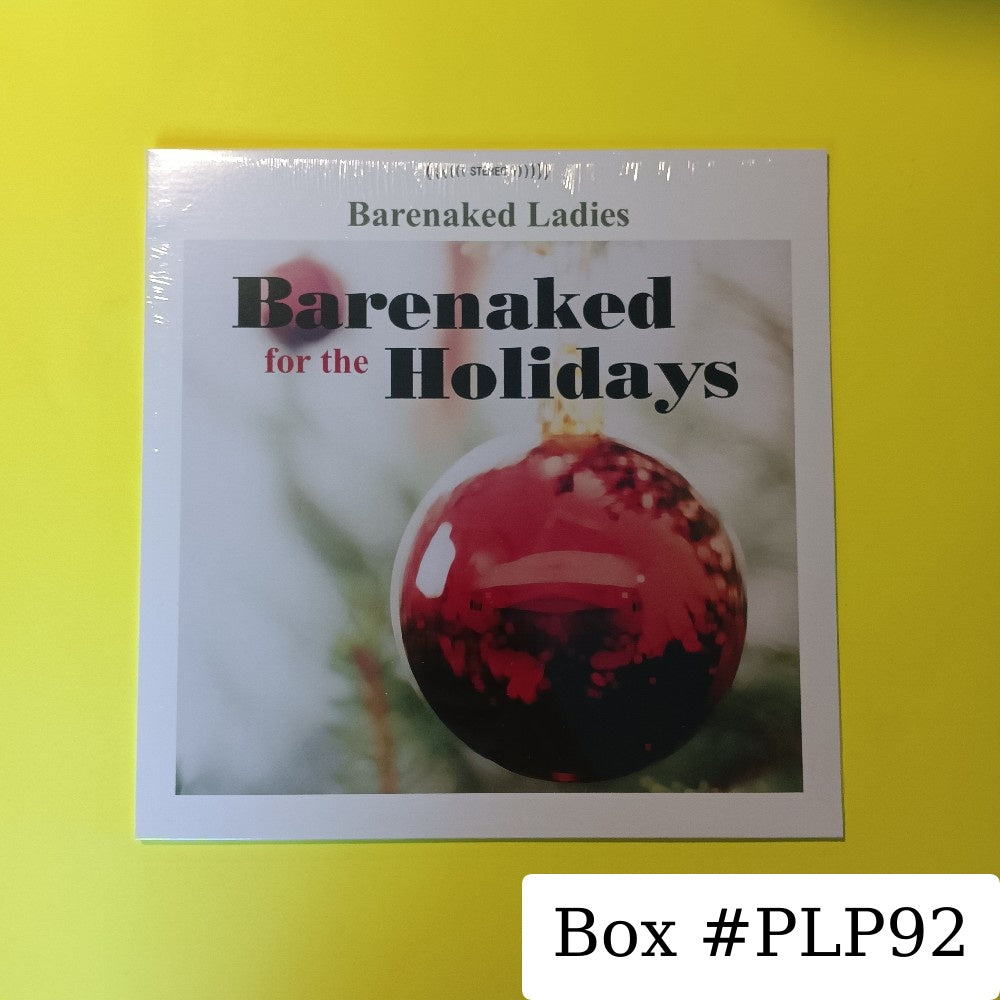 STEREO
Barenaked Ladies
Barenaked
for the Holidays
Box #PLP92